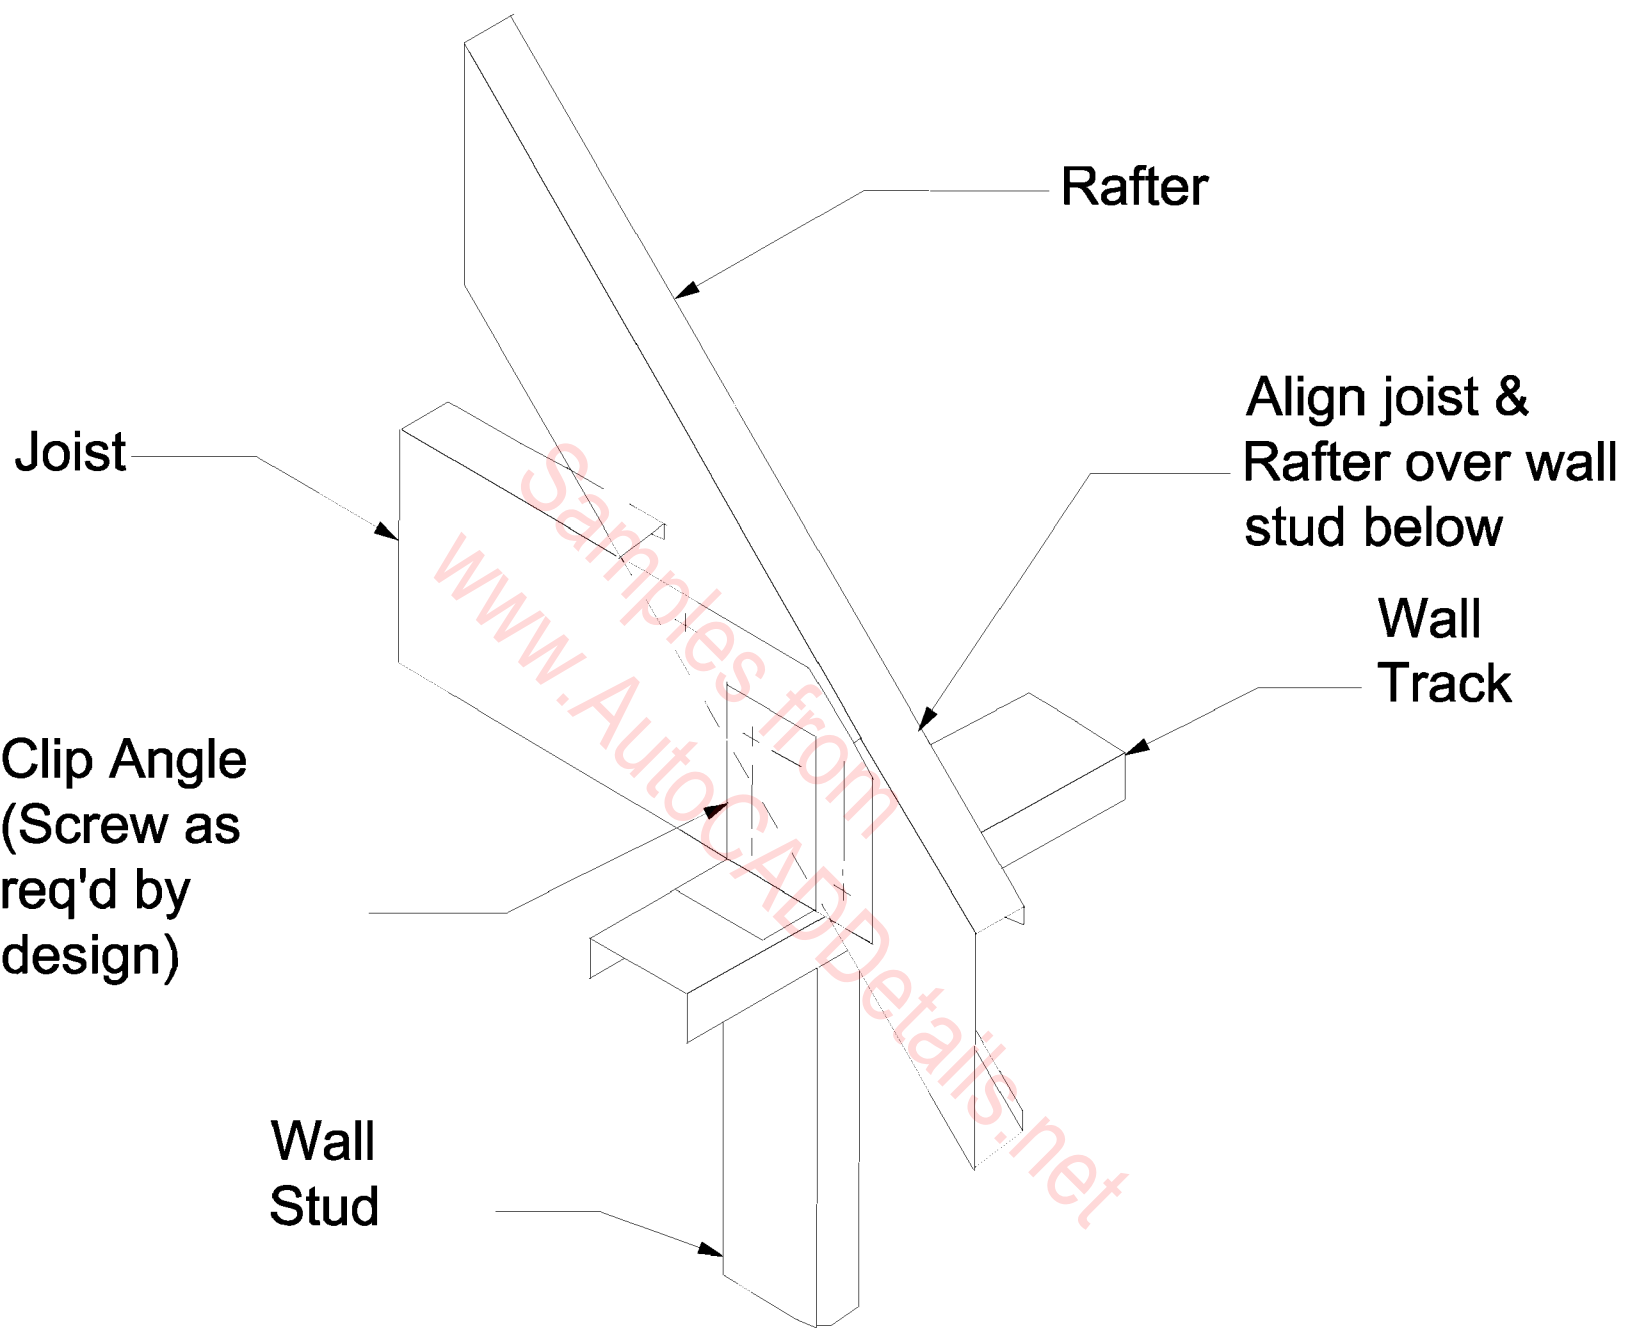 Rafter
Align joist &
Rafter over wall
stud below
Joist
Wall
Track
Clip Angle
(Screw as
req'd by
design)
Wall
Stud
Samples from
www.AutoCADDetails.net